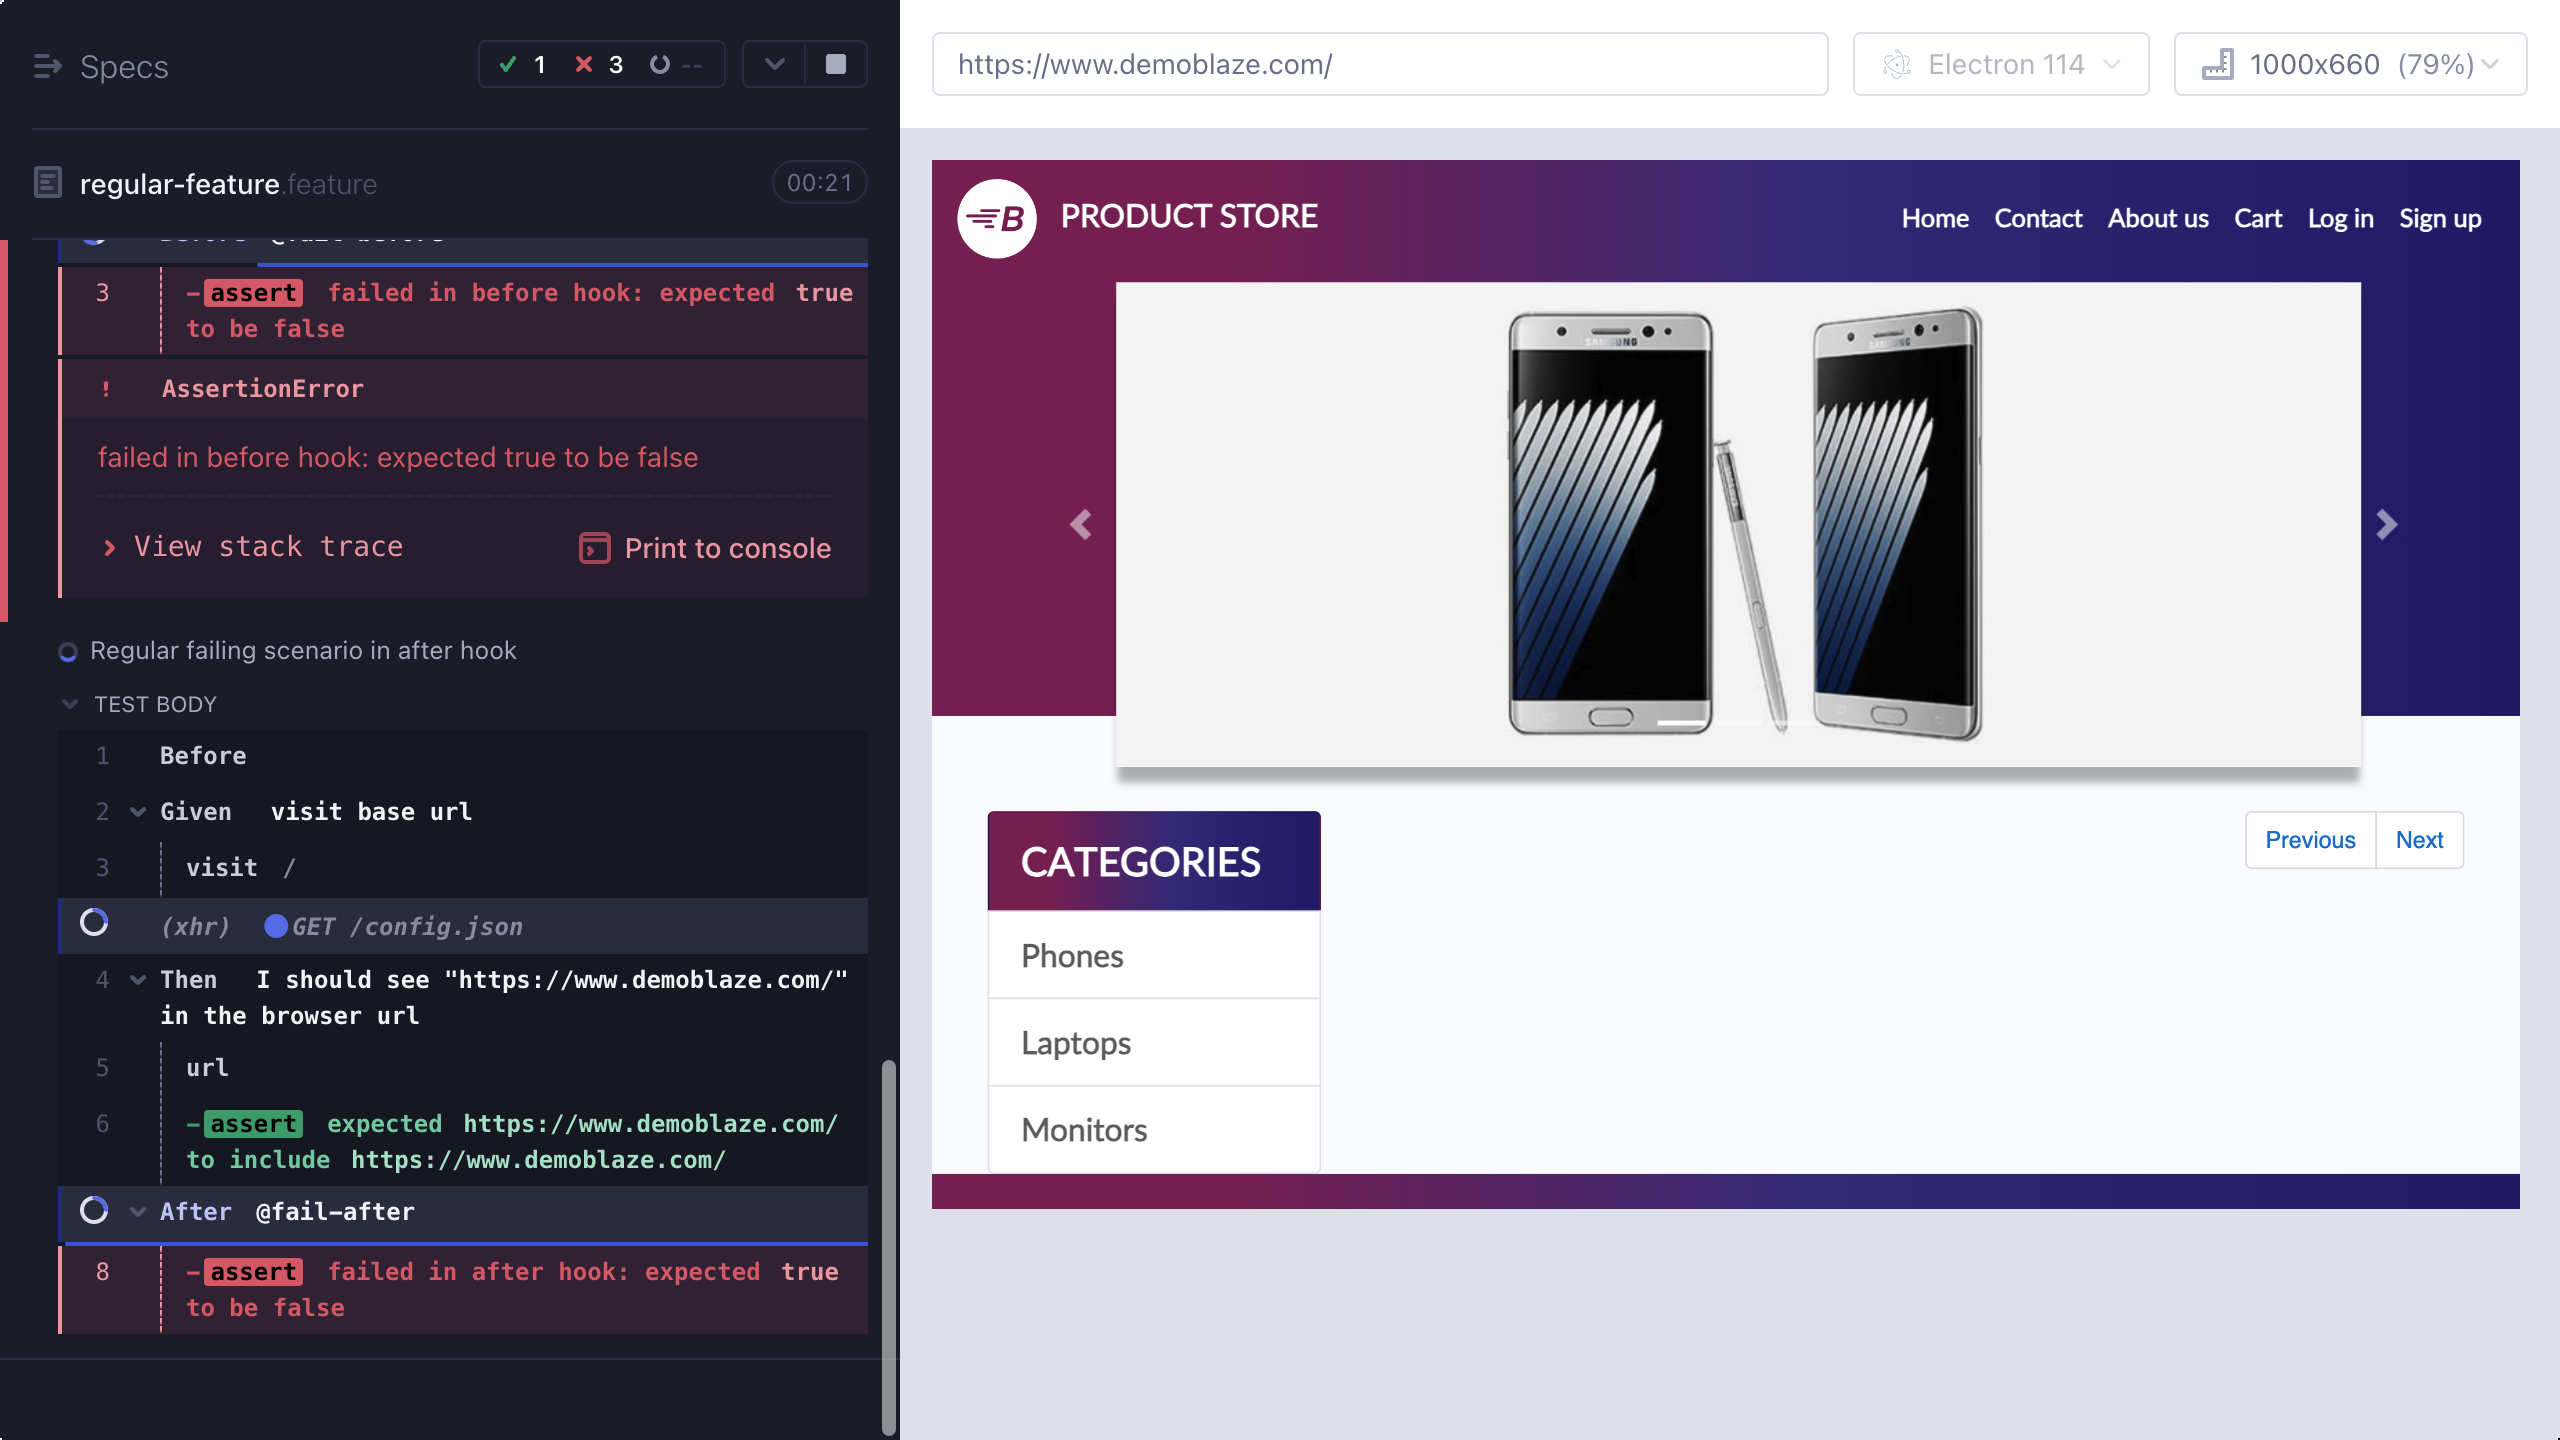 Specs
1
3
--
regular-feature.feature
00:21
3
-assert failed in before hook: expected true
to be false
!
AssertionError
failed in before hook: expected true to be false
View stack trace
Print to console
Regular failing scenario in after hook
TEST BODY
1 Before
2 Given visit base url
3 visit /
(xhr) GET /config.json
4 Then I should see "https://www.demoblaze.com/"
in the browser url
5 url
6 -assert expected https://www.demoblaze.com/
to include https://www.demoblaze.com/
After @fail-after
8 -assert failed in after hook: expected true
to be false
https://www.demoblaze.com/
Electron 114
1000x660 (79%)
B
PRODUCT STORE
Home Contact About us Cart Log in Sign up
SAMSUNG
SAMSUNG
CATEGORIES
Phones
Laptops
Monitors
Previous Next